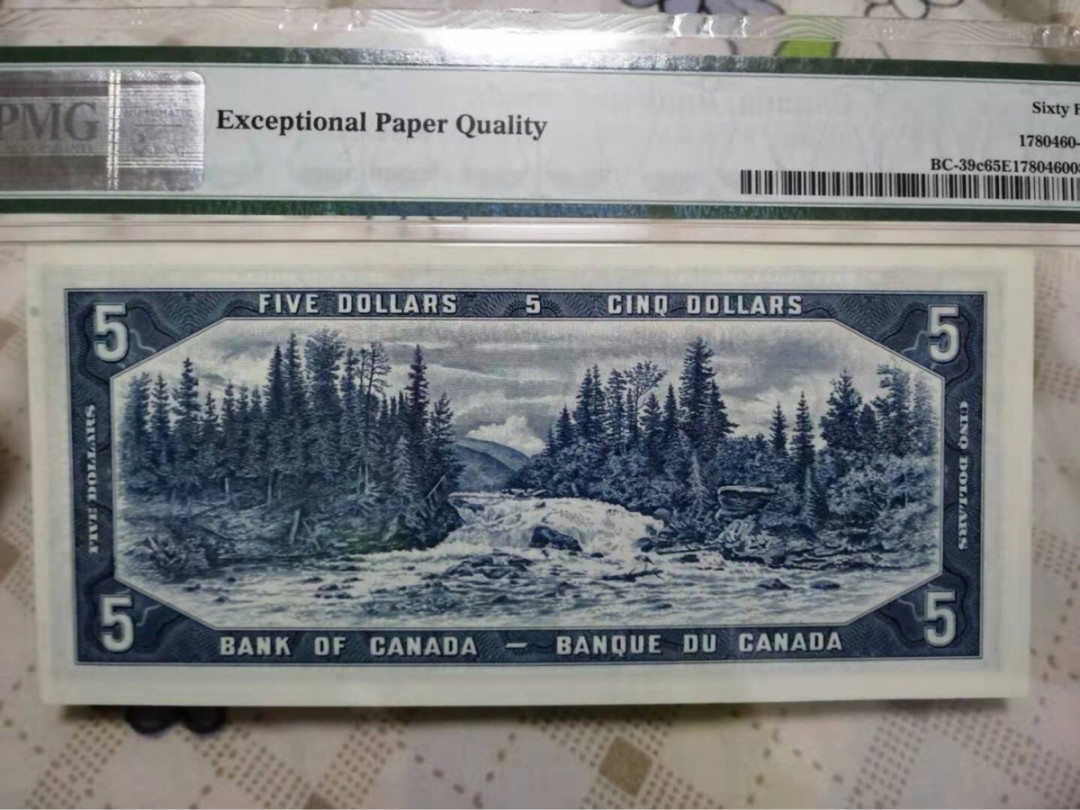 PMG
Exceptional Paper Quality
Sixty F
1780460-
BC-39c65E178046003
FIVE DOLLARS 5 CINQ DOLLARS
5 5
FIVE DOLLARS
CINQ DOLLARS
5 5
BANK OF CANADA — BANQUE DU CANADA